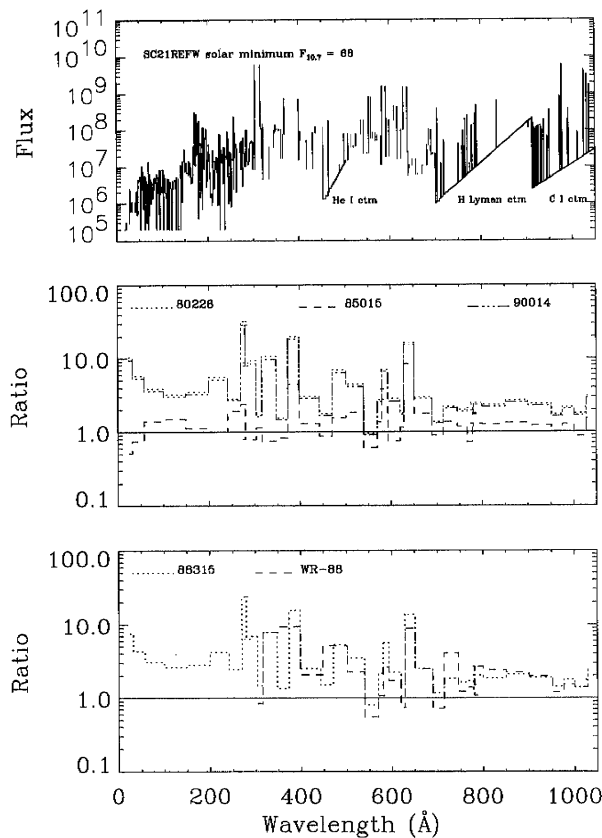 10^11
SC21REFW solar minimum F_10.7 = 68
10^10
10^9
Flux
10^8
10^7
10^6
10^5
He I ctm
H Lyman ctm
C I ctm
100.0
80226
85015
90014
10.0
Ratio
1.0
0.1
100.0
88315
WR-88
10.0
Ratio
1.0
0.1
0 200 400 600 800 1000
Wavelength (Å)